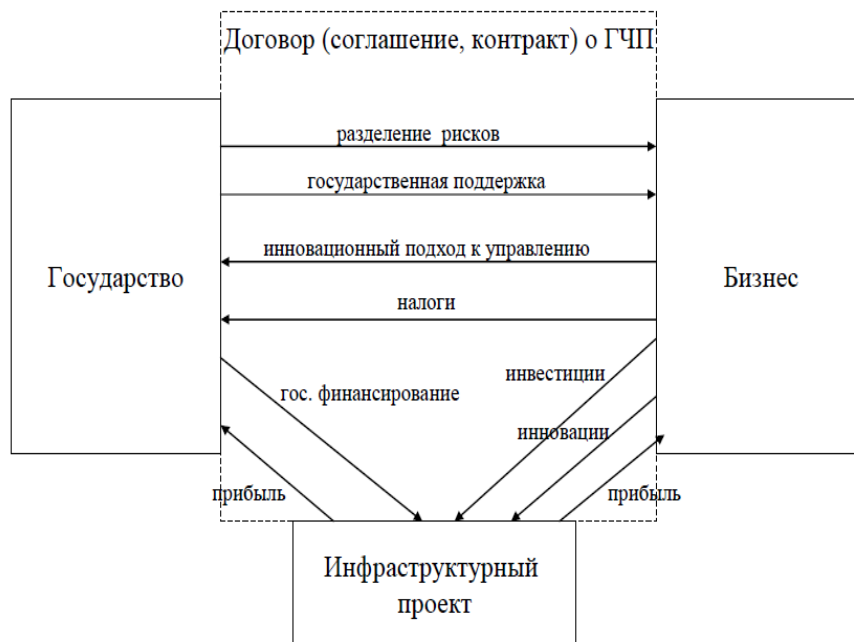 Договор (соглашение, контракт) о ГЧП
разделение рисков
государственная поддержка
инновационный подход к управлению
Государство
Бизнес
налоги
инвестиции
гос. финансирование
инновации
прибыль
прибыль
Инфраструктурный
проект